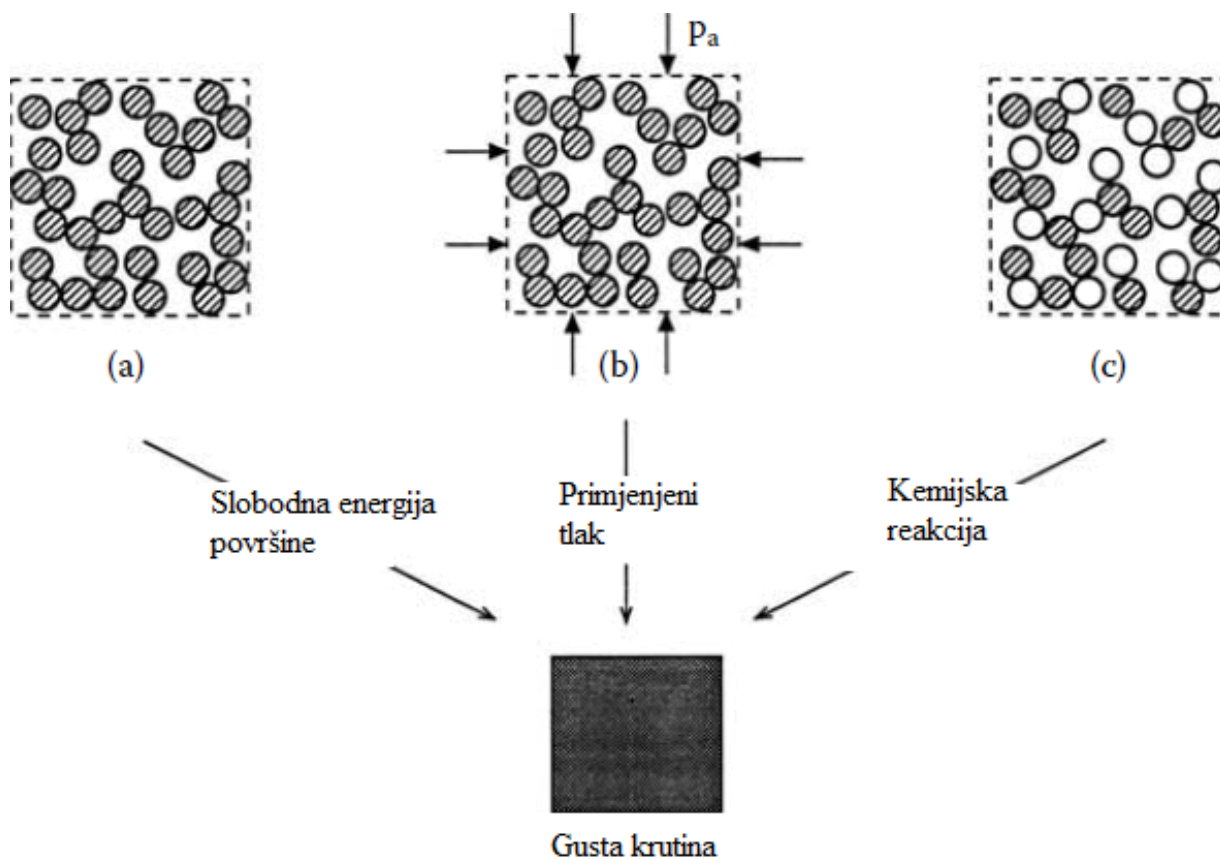 pa
(a)
(b)
(c)
Slobodna energija
površine
Primjenjeni
tlak
Kemijska
reakcija
Gusta krutina